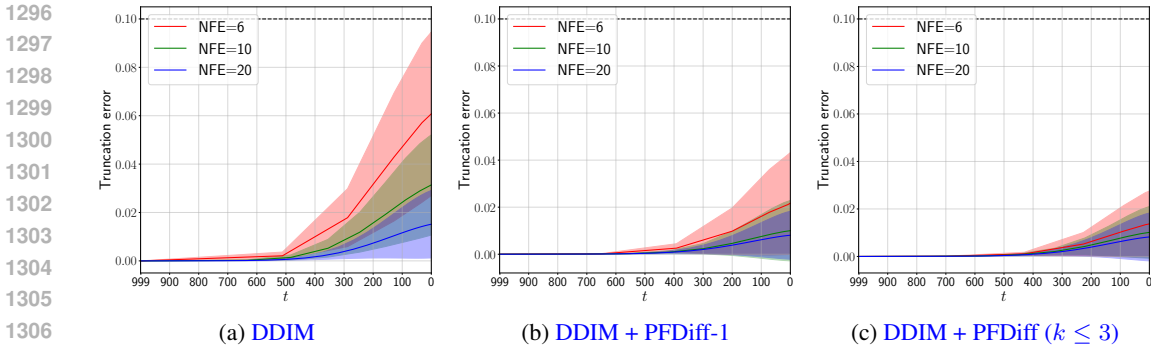 1296
1297
1298
1299
1300
1301
1302
1303
1304
1305
1306
Truncation error
0.10
0.08
0.06
0.04
0.02
0.00
NFE=6
NFE=10
NFE=20
999 900 800 700 600 500 400 300 200 100 0
t
(a) DDIM
Truncation error
0.10
0.08
0.06
0.04
0.02
0.00
NFE=6
NFE=10
NFE=20
999 900 800 700 600 500 400 300 200 100 0
t
(b) DDIM + PFDiff-1
Truncation error
0.10
0.08
0.06
0.04
0.02
0.00
NFE=6
NFE=10
NFE=20
999 900 800 700 600 500 400 300 200 100 0
t
(c) DDIM + PFDiff (k ≤ 3)